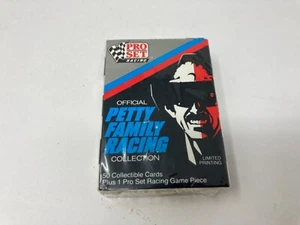 PRO
SET
RACING
OFFICIAL
PETTY
FAMILY
RACING
COLLECTION
LIMITED
PRINTING
50 Collectible Cards
Plus 1 Pro Set Racing Game Piece